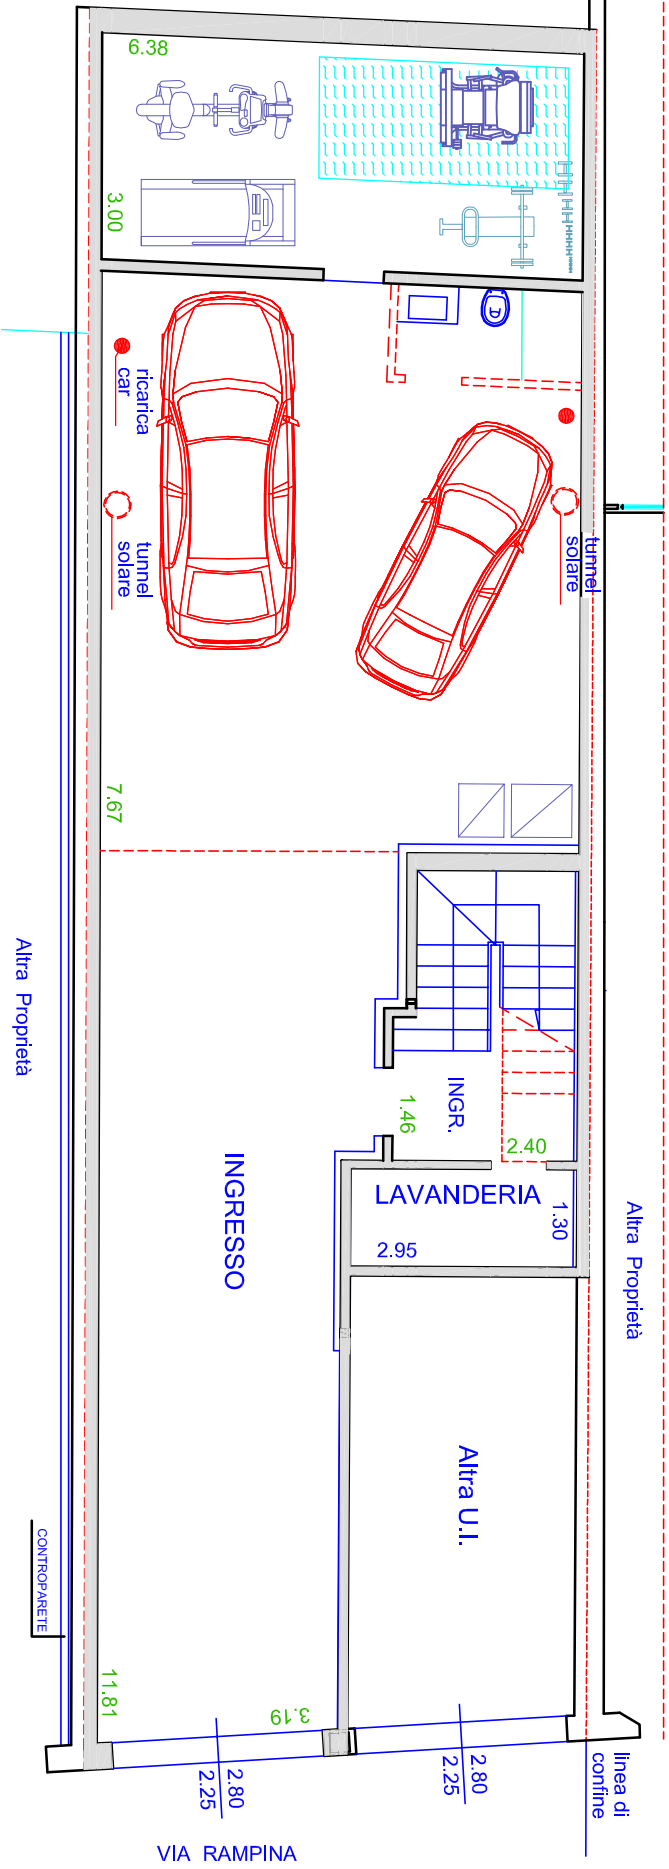 6.38
3.00
ricarica
car
tunnel
solare
tunnel
solare
7.67
Altra Proprietà
INGR.
1.46
2.40
INGRESSO
LAVANDERIA
1.30
2.95
Altra Proprietà
Altra U.I.
CONTROPARETE
11.81
3.19
2.80
2.25
2.80
2.25
linea di
confine
VIA RAMPINA